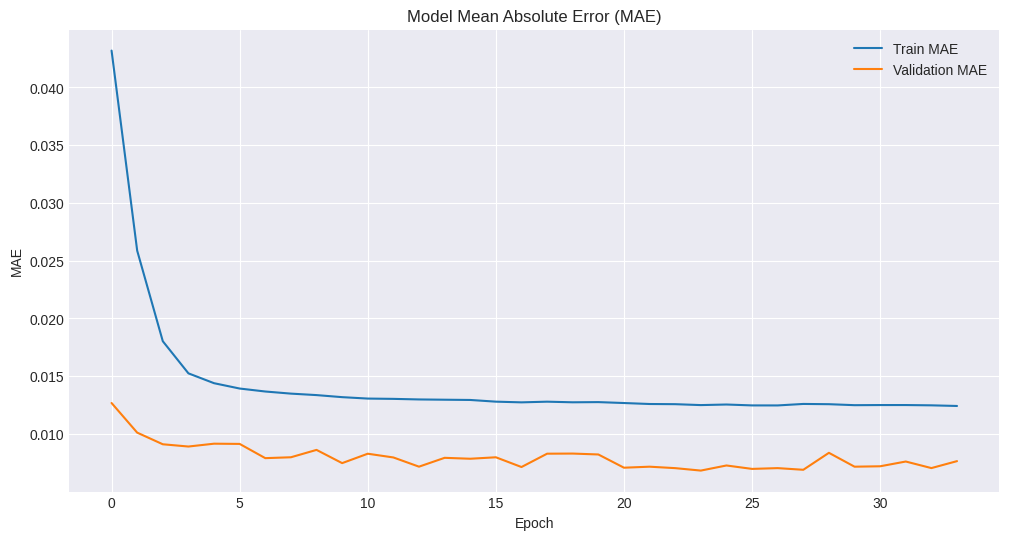 Model Mean Absolute Error (MAE)
Train MAE
Validation MAE
0.040
0.035
0.030
0.025
0.020
0.015
0.010
MAE
0 5 10 15 20 25 30
Epoch